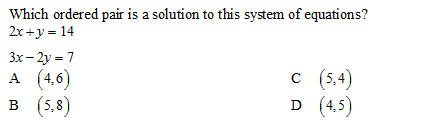 Which ordered pair is a solution to this system of equations?
2x + y = 14
3x – 2y = 7
A (4,6) C (5,4)
B (5,8) D (4,5)